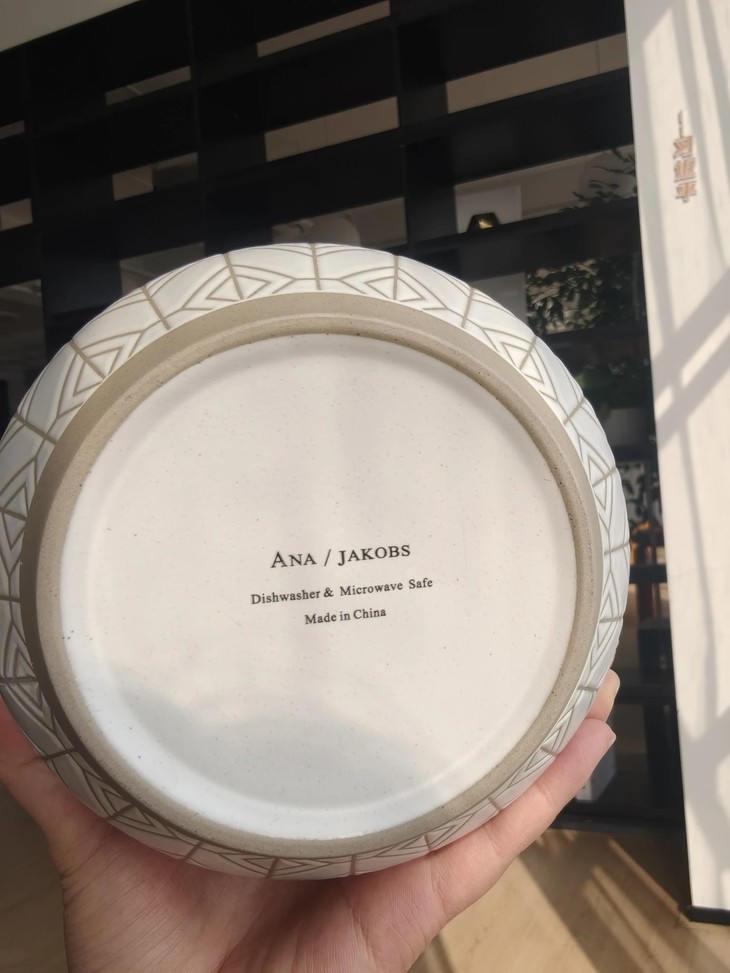 ANA / JAKOBS
Dishwasher & Microwave Safe
Made in China